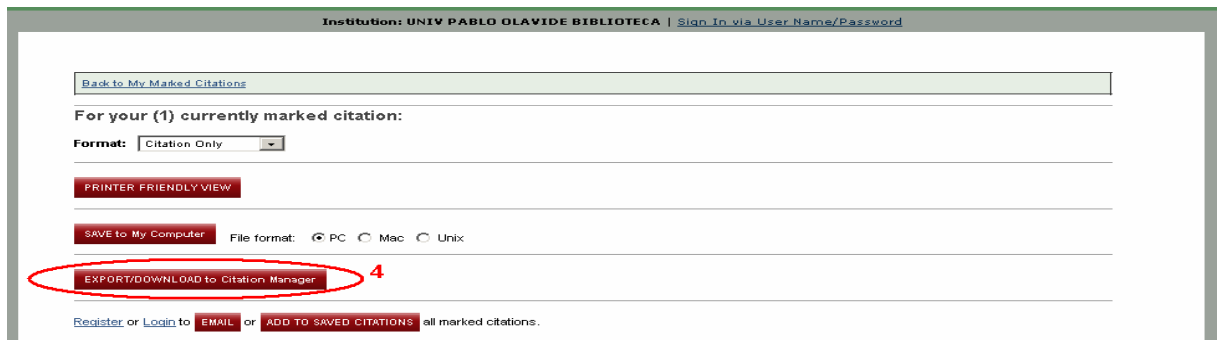 Institution: UNIV PABLO OLAVIDE BIBLIOTECA | Sign In via User Name/Password
Back to My Marked Citations
For your (1) currently marked citation:
Format: Citation Only
PRINTER FRIENDLY VIEW
SAVE to My Computer File format: PC Mac Unix
EXPORT/DOWNLOAD to Citation Manager 4
Register or Login to EMAIL or ADD TO SAVED CITATIONS all marked citations.